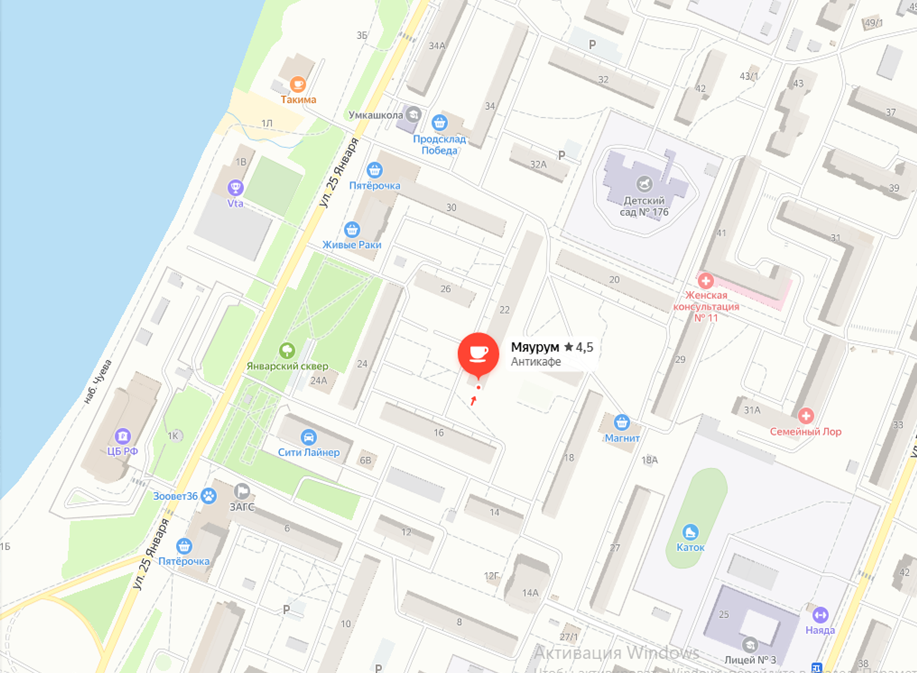 34А
3Б
49/1
Р
32
42
43/1
43
37
Такима
1Л
Умкашкола
Продсклад
Победа
34
32А
Р
39
ул. 25 Января
1В
Vta
Пятёрочка
30
Детский
сад № 176
41
31
Живые Раки
26
22
20
Женская
консультация
№ 11
Мяурум ★ 4,5
Антикафе
Январский сквер
24А
24
29
наб. Чуева
31А
Семейный Лор
33
ЦБ РФ
1К
Сити Лайнер
6В
16
18
Магнит
18А
Зоовет36
ЗАГС
14
6
12
1Б
Пятёрочка
ул. 25 Января
27
Каток
12Г
14А
42
Р
10
8
25
Наяда
27/1
Лицей № 3
38
Р
Активация Windows